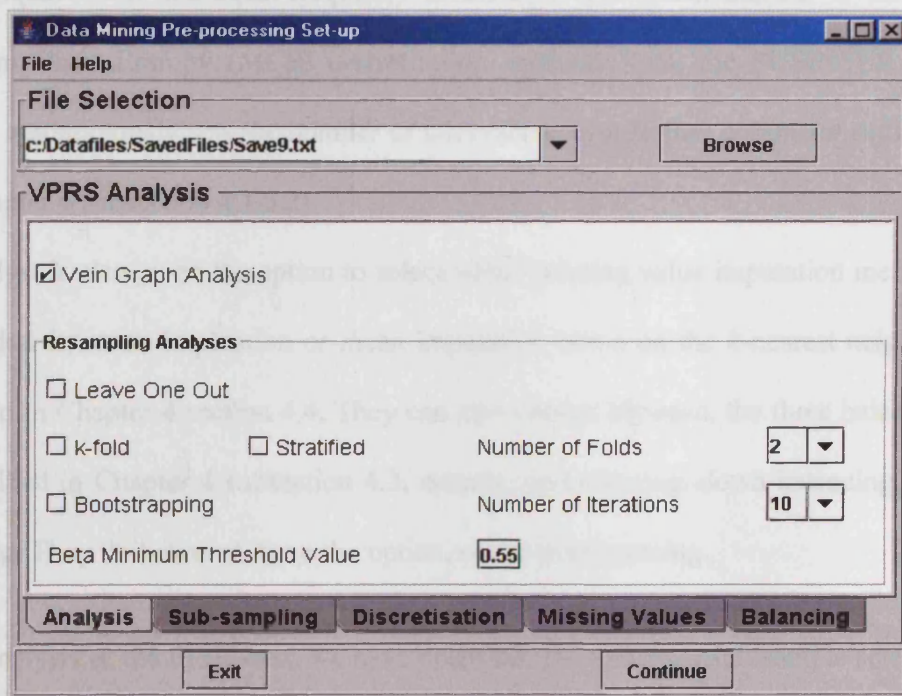 Data Mining Pre-processing Set-up
File Help
File Selection
c:/Datafiles/SavedFiles/Save9.txt Browse
VPRS Analysis
Vein Graph Analysis
Resampling Analyses
Leave One Out
k-fold Stratified Number of Folds 2
Bootstrapping Number of Iterations 10
Beta Minimum Threshold Value 0.55
Analysis Sub-sampling Discretisation Missing Values Balancing
Exit Continue